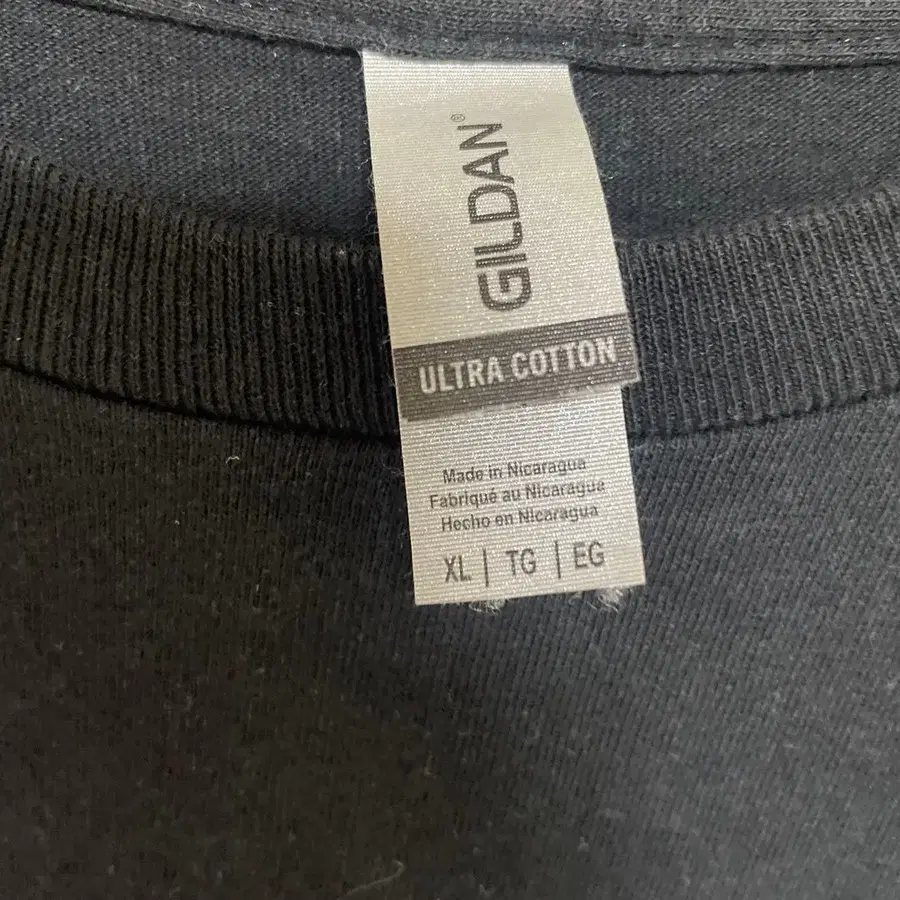 GILDAN®
ULTRA COTTON
Made in Nicaragua
Fabriqué au Nicaragua
Hecho en Nicaragua
XL | TG | EG